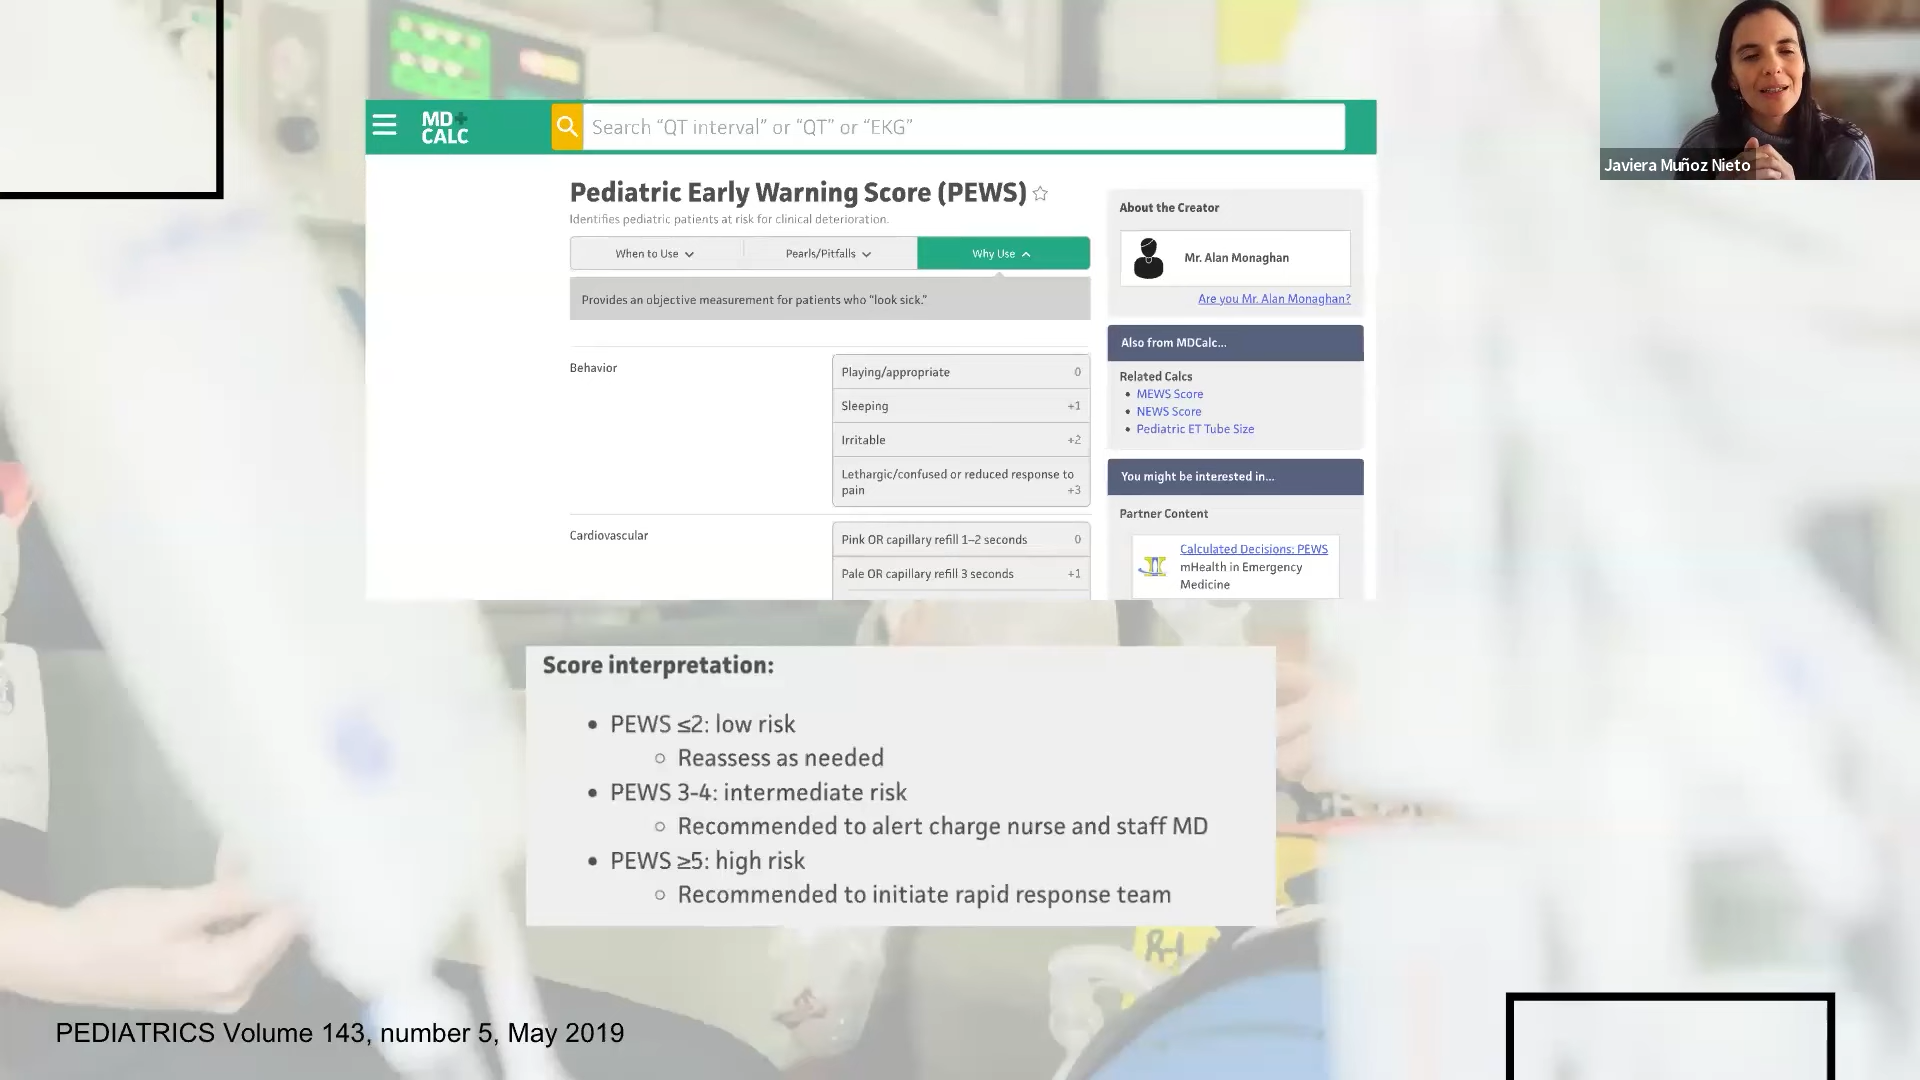 MD+
CALC
Search “QT interval” or “QT” or “EKG”
Javiera Muñoz Nieto
Pediatric Early Warning Score (PEWS)
Identifies pediatric patients at risk for clinical deterioration.
When to Use
Pearls/Pitfalls
Why Use
Provides an objective measurement for patients who “look sick.”
Behavior
Playing/appropriate 0
Sleeping +1
Irritable +2
Lethargic/confused or reduced response to
pain +3
Cardiovascular
Pink OR capillary refill 1–2 seconds 0
Pale OR capillary refill 3 seconds +1
About the Creator
Mr. Alan Monaghan
Are you Mr. Alan Monaghan?
Also from MDCalc...
Related Calcs
• MEWS Score
• NEWS Score
• Pediatric ET Tube Size
You might be interested in...
Partner Content
Calculated Decisions: PEWS
mHealth in Emergency
Medicine
Score interpretation:
• PEWS ≤2: low risk
○ Reassess as needed
• PEWS 3-4: intermediate risk
○ Recommended to alert charge nurse and staff MD
• PEWS ≥5: high risk
○ Recommended to initiate rapid response team
PEDIATRICS Volume 143, number 5, May 2019